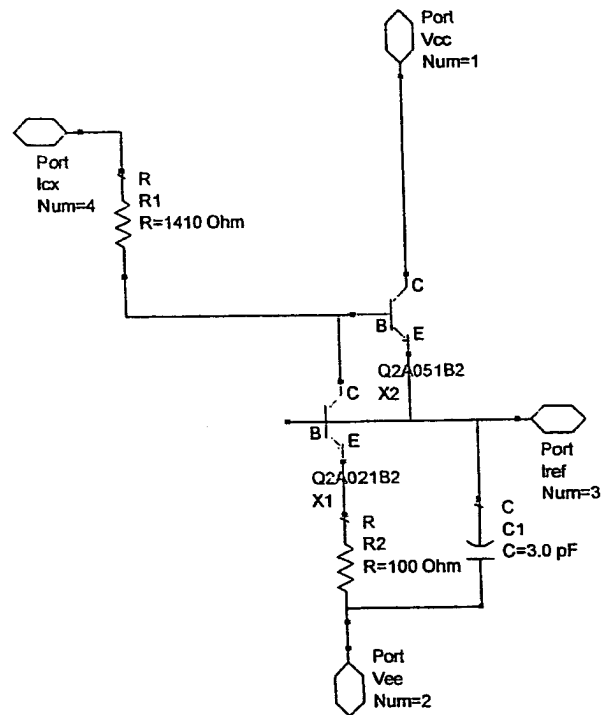 Port
Vcc
Num=1
Port
Icx
Num=4
R
R1
R=1410 Ohm
C
B
E
Q2A051B2
X2
C
B
E
Q2A021B2
X1
Port
Iref
Num=3
R
R2
R=100 Ohm
C
C1
C=3.0 pF
Port
Vee
Num=2